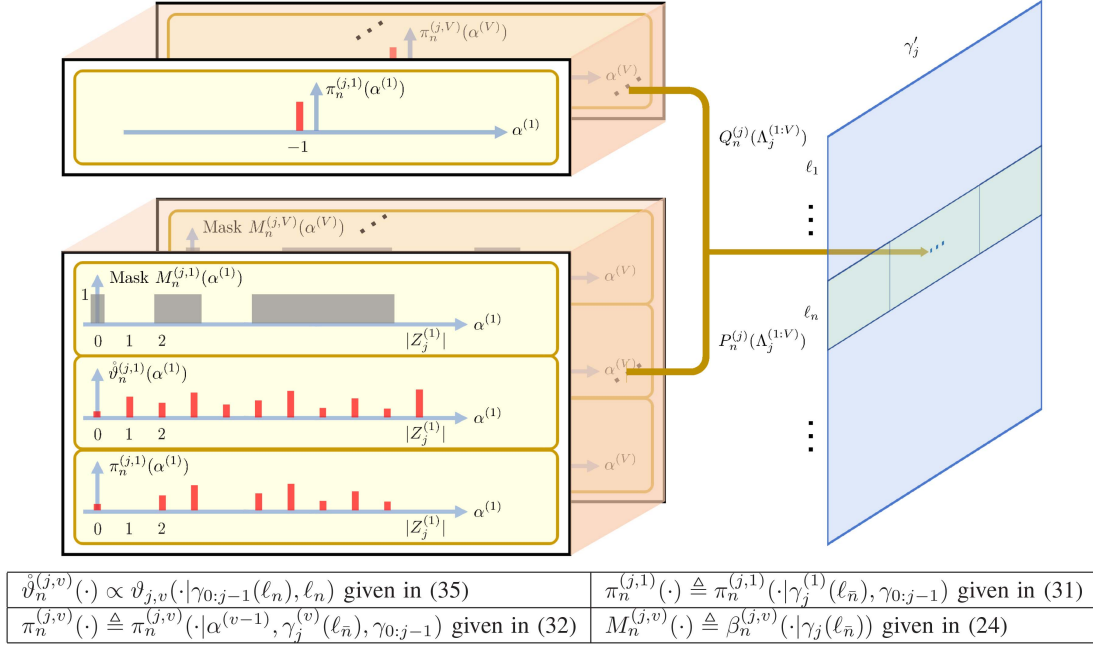 π_n^{(j,V)}(α^{(V)})
α^{(V)}
π_n^{(j,1)}(α^{(1)})
α^{(1)}
−1
γ′_j
Q_n^{(j)}(Λ_j^{(1:V)})
ℓ_1
ℓ_n
P_n^{(j)}(Λ_j^{(1:V)})
Mask M_n^{(j,V)}(α^{(V)})
α^{(V)}
α^{(V)}
α^{(V)}
Mask M_n^{(j,1)}(α^{(1)})
1
α^{(1)}
0 1 2 |Z_j^{(1)}|
ϑ̊_n^{(j,1)}(α^{(1)})
α^{(1)}
0 1 2 |Z_j^{(1)}|
π_n^{(j,1)}(α^{(1)})
α^{(1)}
0 1 2 |Z_j^{(1)}|
ϑ̊_n^{(j,v)}(·) ∝ ϑ_{j,v}(·|γ_{0:j−1}(ℓ_n), ℓ_n) given in (35)
π_n^{(j,1)}(·) ≜ π_n^{(j,1)}(·|γ_j^{(1)}(ℓ_{n̄}), γ_{0:j−1}) given in (31)
π_n^{(j,v)}(·) ≜ π_n^{(j,v)}(·|α^{(v−1)}, γ_j^{(v)}(ℓ_{n̄}), γ_{0:j−1}) given in (32)
M_n^{(j,v)}(·) ≜ β_n^{(j,v)}(·|γ_j(ℓ_{n̄})) given in (24)